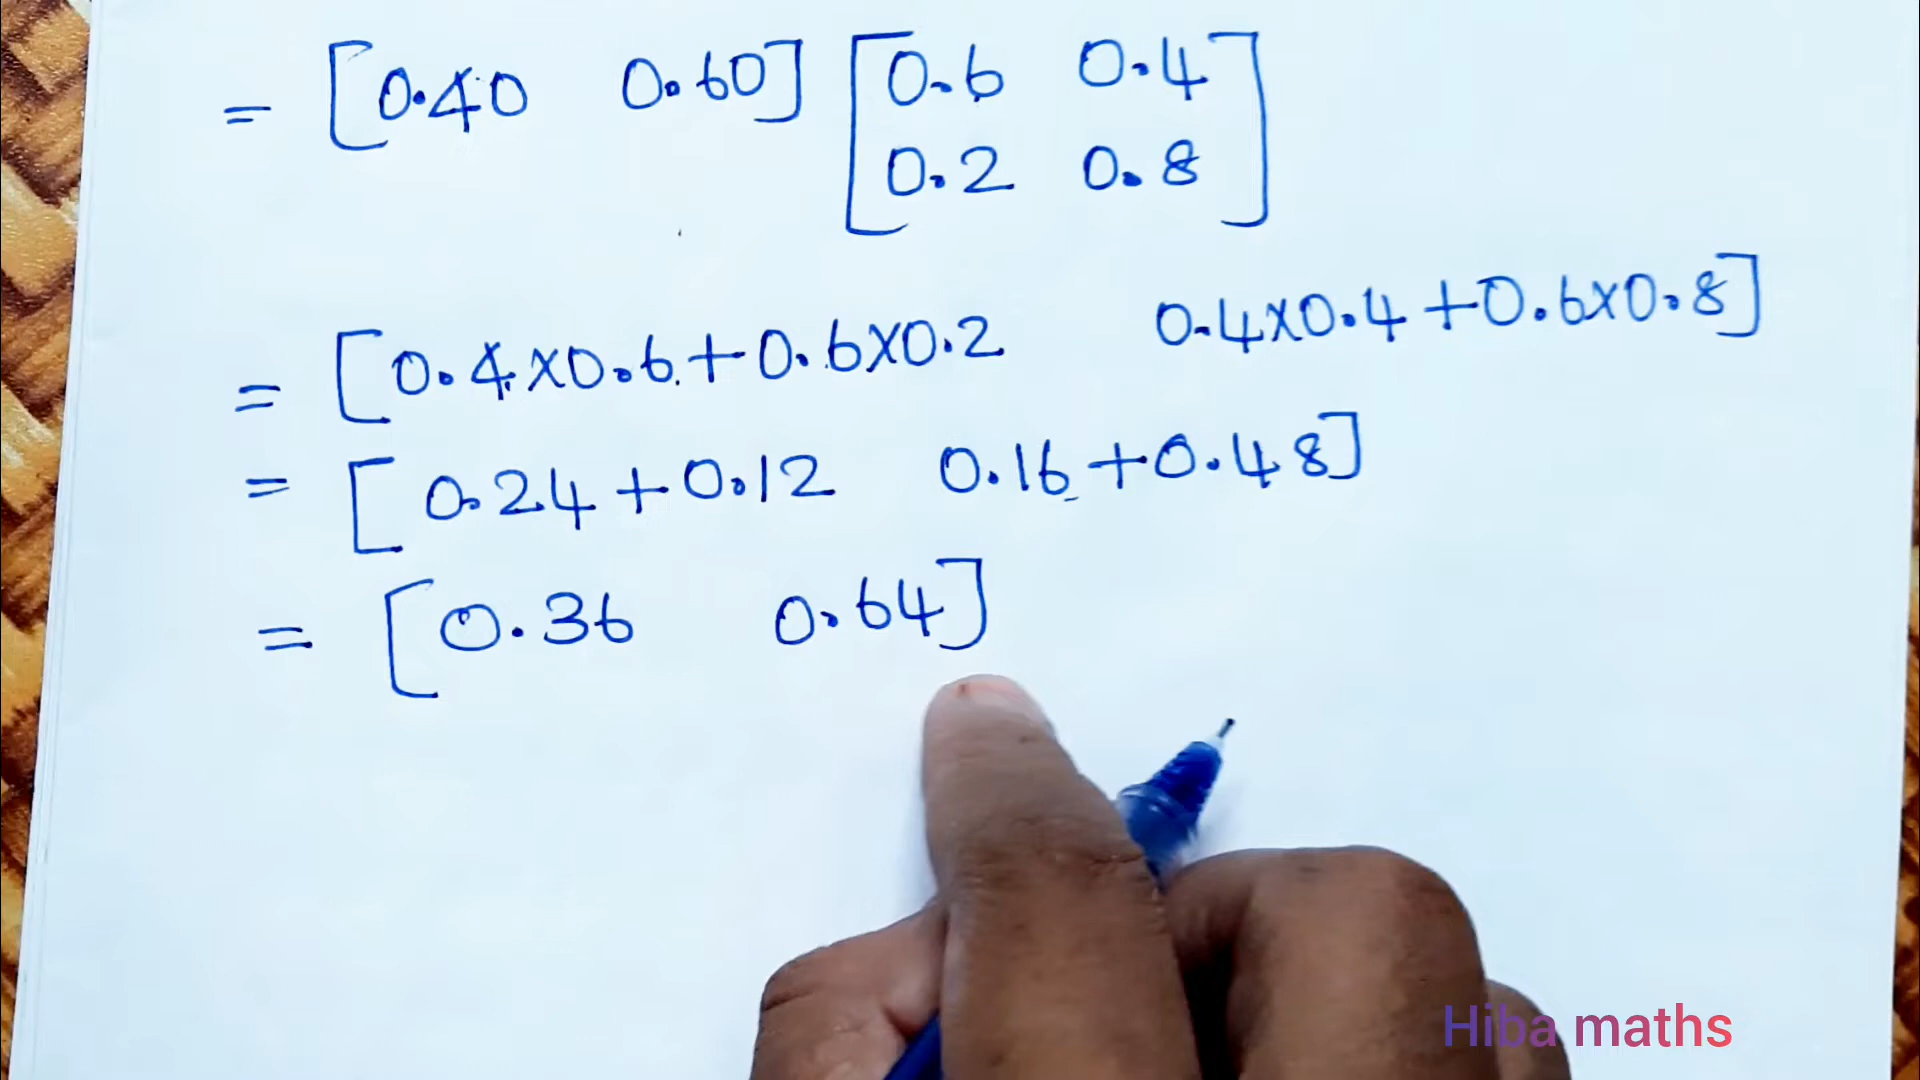 = [0.40 0.60] [0.6 0.4
0.2 0.8]
= [0.4×0.6+0.6×0.2 0.4×0.4+0.6×0.8]
= [0.24+0.12 0.16+0.48]
= [0.36 0.64]
Hiba maths